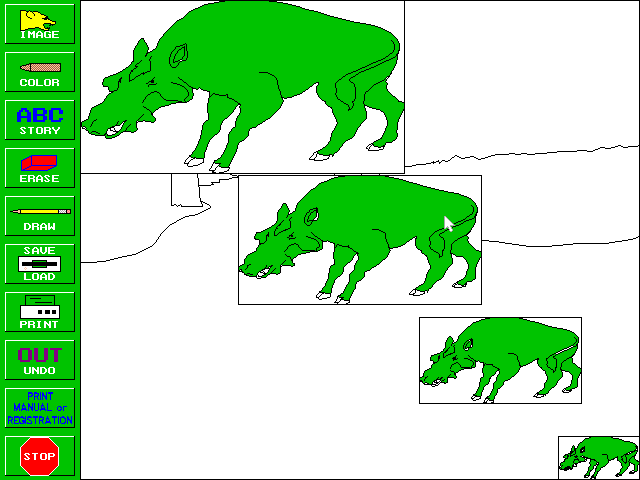 IMAGE
COLOR
ABC
STORY
ERASE
DRAW
SAVE
LOAD
PRINT
OUT
UNDO
PRINT
MANUAL or
REGISTRATION
STOP